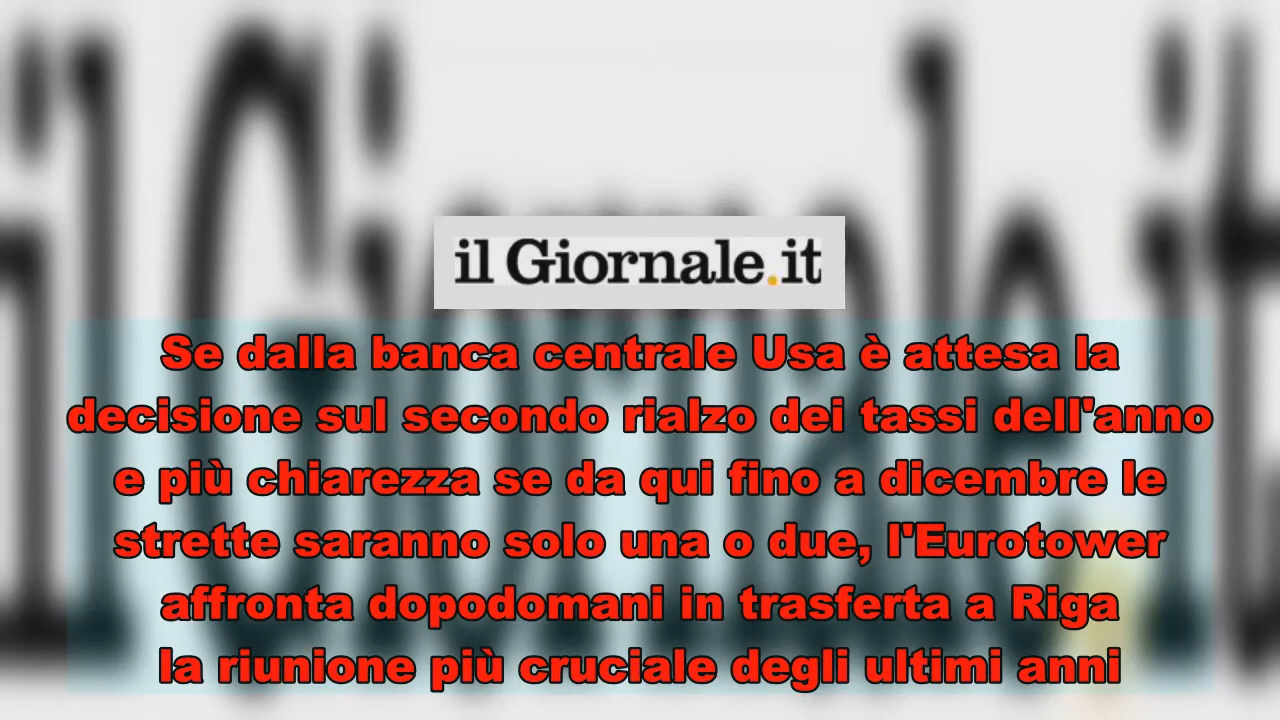 il Giornale.it
Se dalla banca centrale Usa è attesa la
decisione sul secondo rialzo dei tassi dell'anno
e più chiarezza se da qui fino a dicembre le
strette saranno solo una o due, l'Eurotower
affronta dopodomani in trasferta a Riga
la riunione più cruciale degli ultimi anni